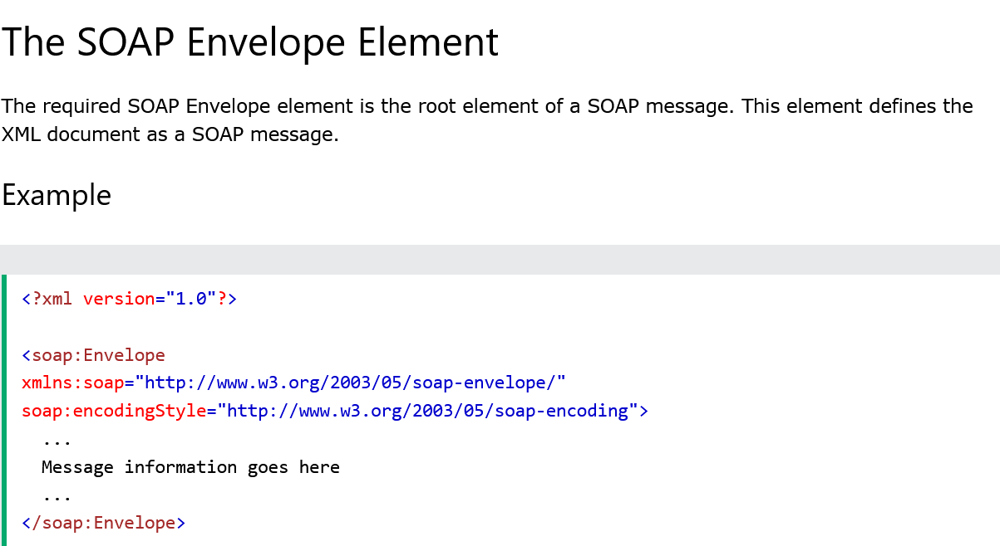 The SOAP Envelope Element
The required SOAP Envelope element is the root element of a SOAP message. This element defines the
XML document as a SOAP message.
Example
<?xml version="1.0"?>
<soap:Envelope
xmlns:soap="http://www.w3.org/2003/05/soap-envelope/"
soap:encodingStyle="http://www.w3.org/2003/05/soap-encoding">
...
Message information goes here
...
</soap:Envelope>